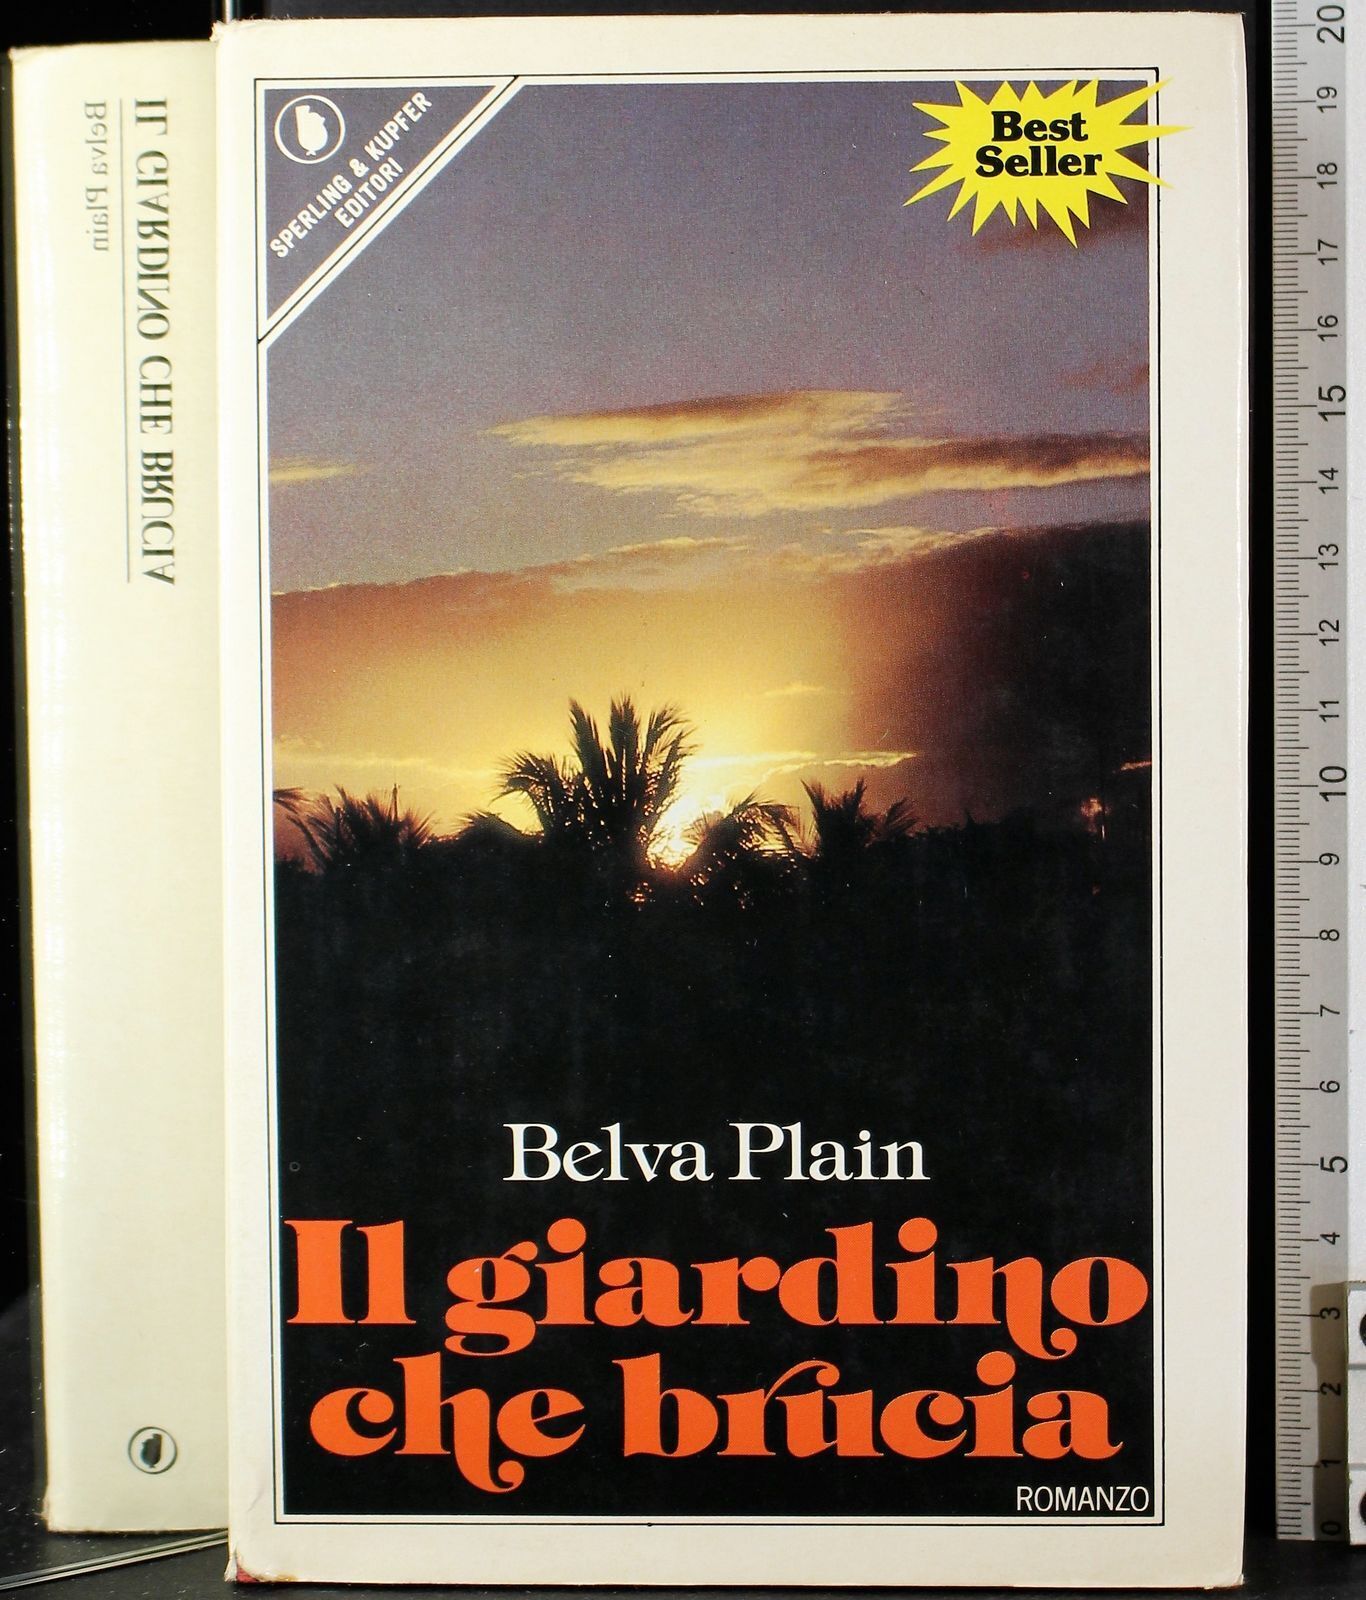 IL GIARDINO CHE BRUCIA
Belva Plain
SPERLING & KUPFER
EDITORI
Best
Seller
Belva Plain
Il giardino
che brucia
ROMANZO
20
19
18
17
16
15
14
13
12
11
10
9
8
7
6
5
4
3
2
1
0